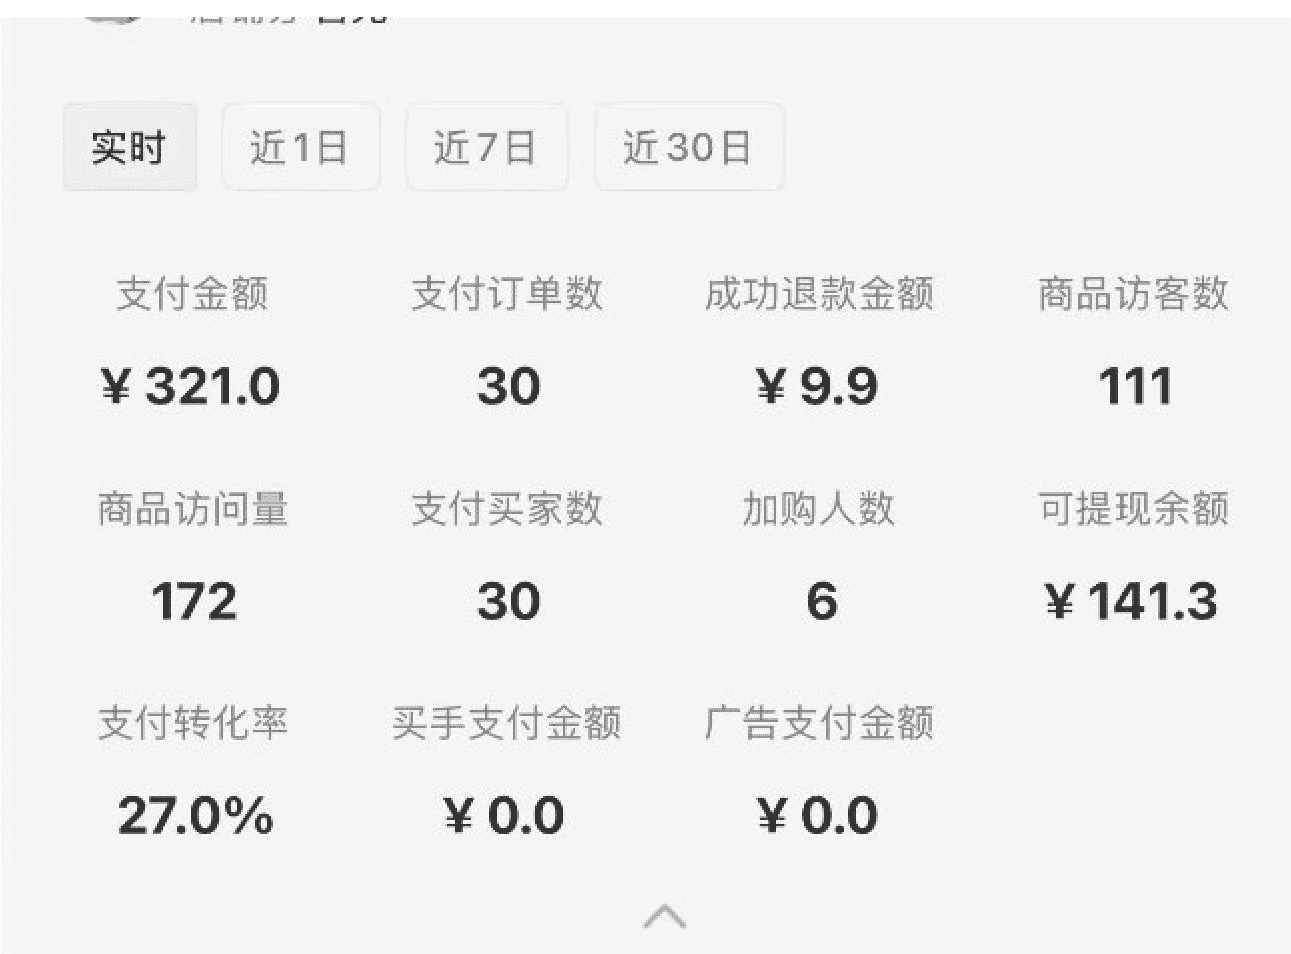 实时 近1日 近7日 近30日
支付金额 支付订单数 成功退款金额 商品访客数
¥ 321.0 30 ¥ 9.9 111
商品访问量 支付买家数 加购人数 可提现余额
172 30 6 ¥ 141.3
支付转化率 买手支付金额 广告支付金额
27.0% ¥ 0.0 ¥ 0.0